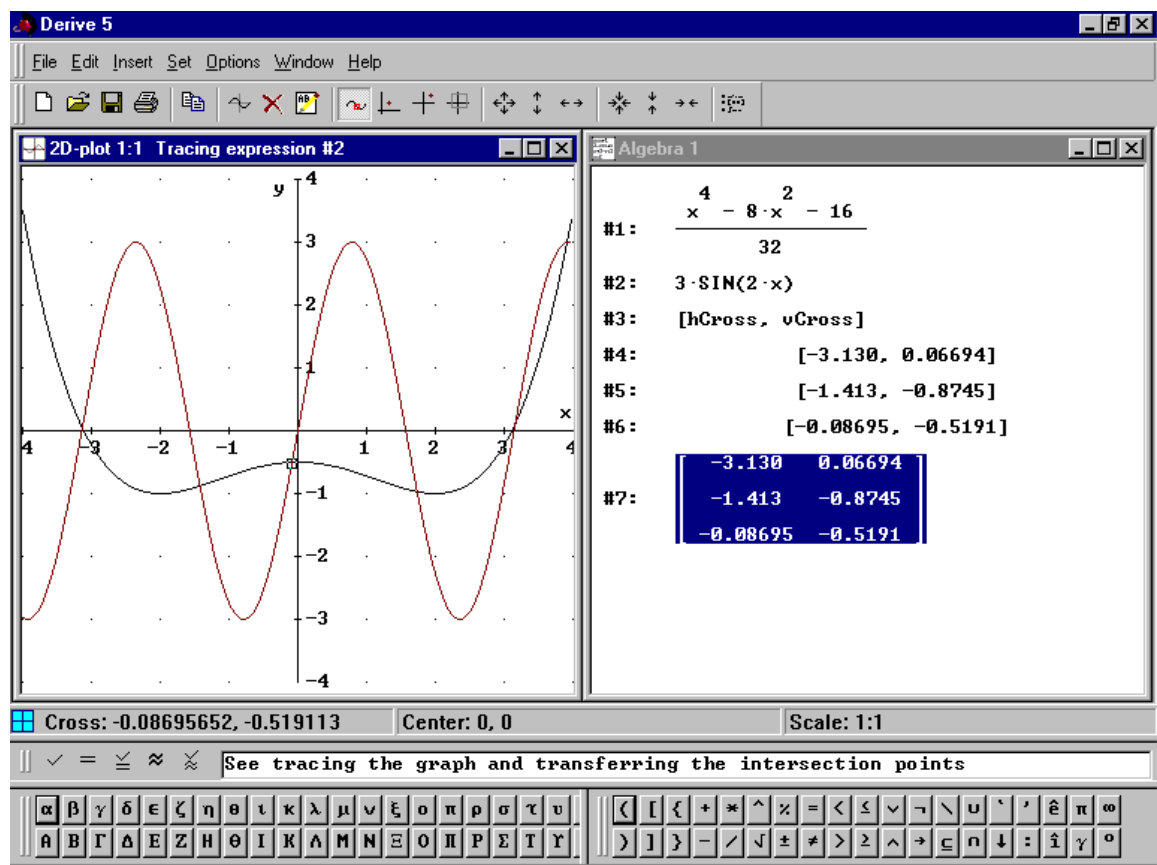 Derive 5
File Edit Insert Set Options Window Help
2D-plot 1:1 Tracing expression #2
y
4
3
2
1
x
4 -3 -2 -1 1 2 3 4
-1
-2
-3
-4
Algebra 1
#1: x^4 - 8·x^2 - 16
32
#2: 3·SIN(2·x)
#3: [hCross, vCross]
#4: [-3.130, 0.06694]
#5: [-1.413, -0.8745]
#6: [-0.08695, -0.5191]
-3.130 0.06694
#7: -1.413 -0.8745
-0.08695 -0.5191
Cross: -0.08695652, -0.519113 Center: 0, 0 Scale: 1:1
✓ = ≈ See tracing the graph and transferring the intersection points
α β γ δ ε ζ η θ ι κ λ μ ν ξ ο π ρ σ τ υ ( [ { + * ^ % = < ≤ ∨ ¬ \ ∪ ` ' ê π ∞
Α Β Γ Δ Ε Ζ Η Θ Ι Κ Λ Μ Ν Ξ Ο Π Ρ Σ Τ Υ ) ] } - / √ ± ≠ > ≥ ∧ → ⊆ ∩ ↓ : î γ °